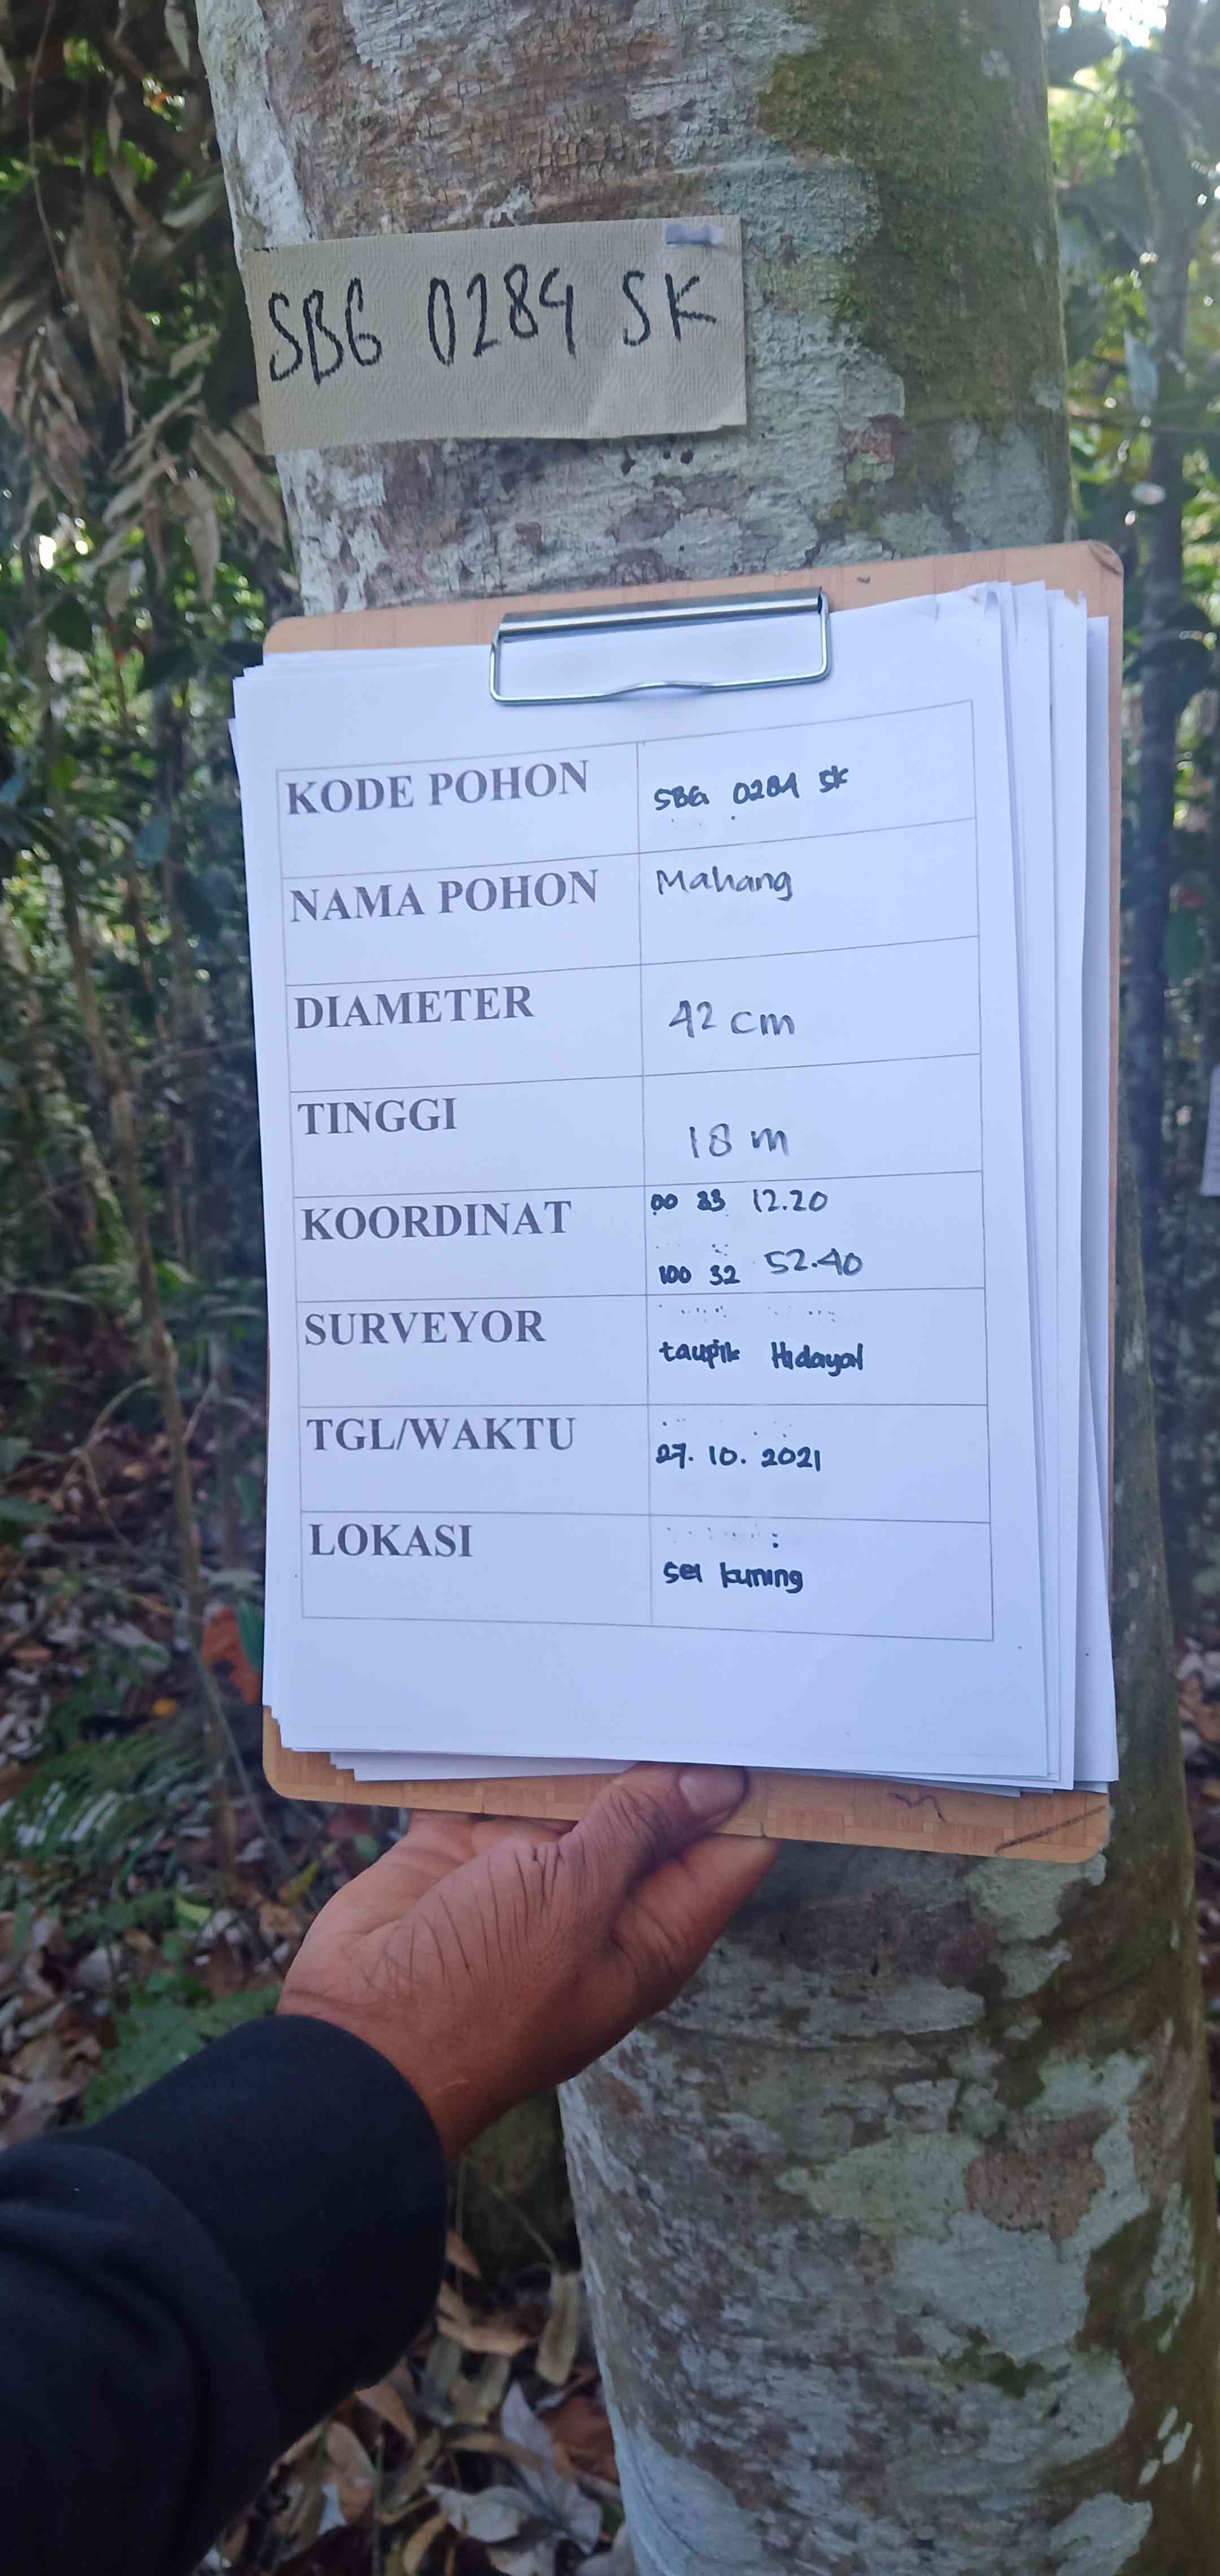 SBG 0284 SK
KODE POHON SBG 0284 SK
NAMA POHON Mahang
DIAMETER 42 cm
TINGGI 18 m
KOORDINAT 00 33 12.20
100 32 52.40
SURVEYOR taupik Hidayat
TGL/WAKTU 27. 10. 2021
LOKASI Sei kuning